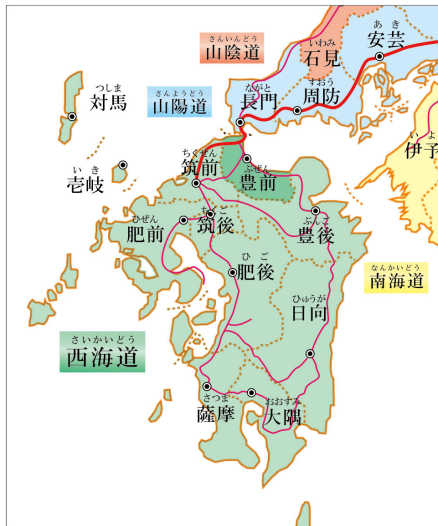 さんいんどう
山陰道
いわみ
石見
あき
安芸
つしま
対馬
さんようどう
山陽道
ながと
長門
すおう
周防
いよ
伊予
いき
壱岐
ちくぜん
筑前
ぶぜん
豊前
ひぜん
肥前
ちくご
筑後
ぶんご
豊後
ひご
肥後
なんかいどう
南海道
ひゅうが
日向
さいかいどう
西海道
さつま
薩摩
おおすみ
大隅